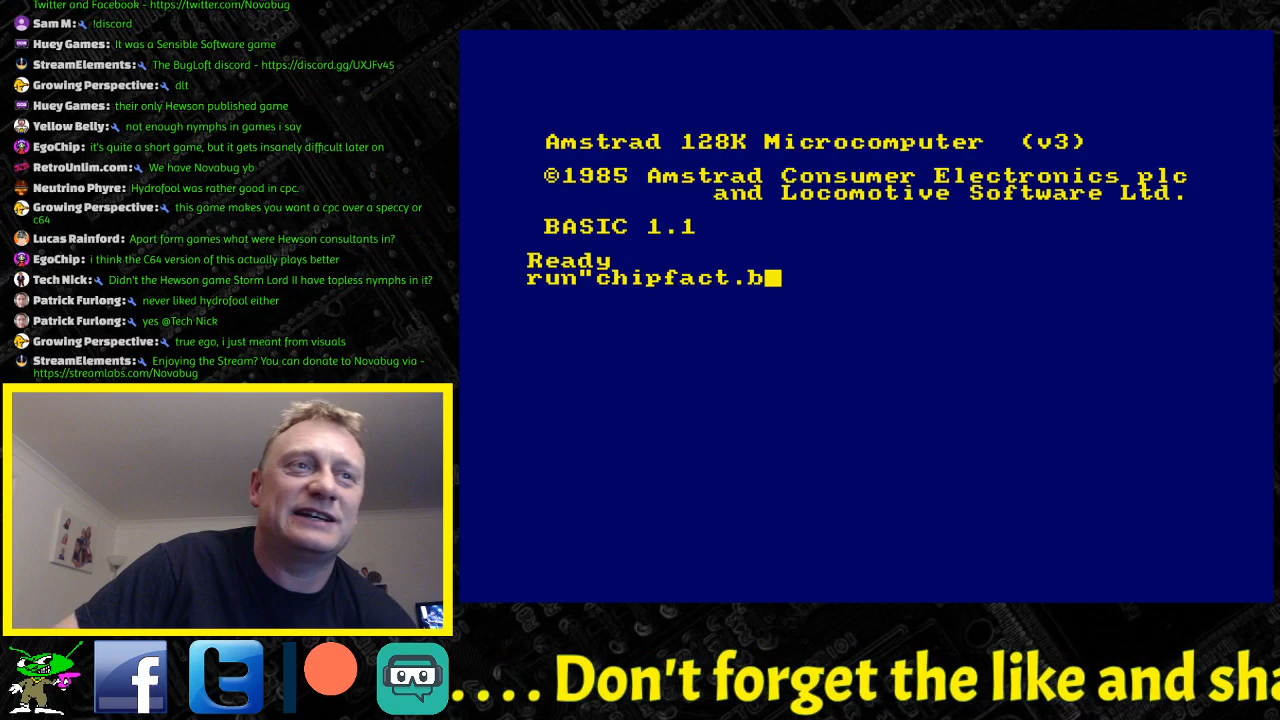 Twitter and Facebook - https://twitter.com/Novabug
Sam M: !discord
Huey Games: It was a Sensible Software game
StreamElements: The BugLoft discord - https://discord.gg/UXJFv45
Growing Perspective: dlt
Huey Games: their only Hewson published game
Yellow Belly: not enough nymphs in games i say
EgoChip: it's quite a short game, but it gets insanely difficult later on
RetroUnlim.com: We have Novabug yb
Neutrino Phyre: Hydrofool was rather good in cpc.
Growing Perspective: this game makes you want a cpc over a speccy or
c64
Lucas Rainford: Apart form games what were Hewson consultants in?
EgoChip: i think the C64 version of this actually plays better
Tech Nick: Didn't the Hewson game Storm Lord II have topless nymphs in it?
Patrick Furlong: never liked hydrofool either
Patrick Furlong: yes @Tech Nick
Growing Perspective: true ego, i just meant from visuals
StreamElements: Enjoying the Stream? You can donate to Novabug via -
https://streamlabs.com/Novabug
Amstrad 128K Microcomputer (v3)
©1985 Amstrad Consumer Electronics plc
and Locomotive Software Ltd.
BASIC 1.1
Ready
run"chipfact.b
. . . . Don't forget the like and sha